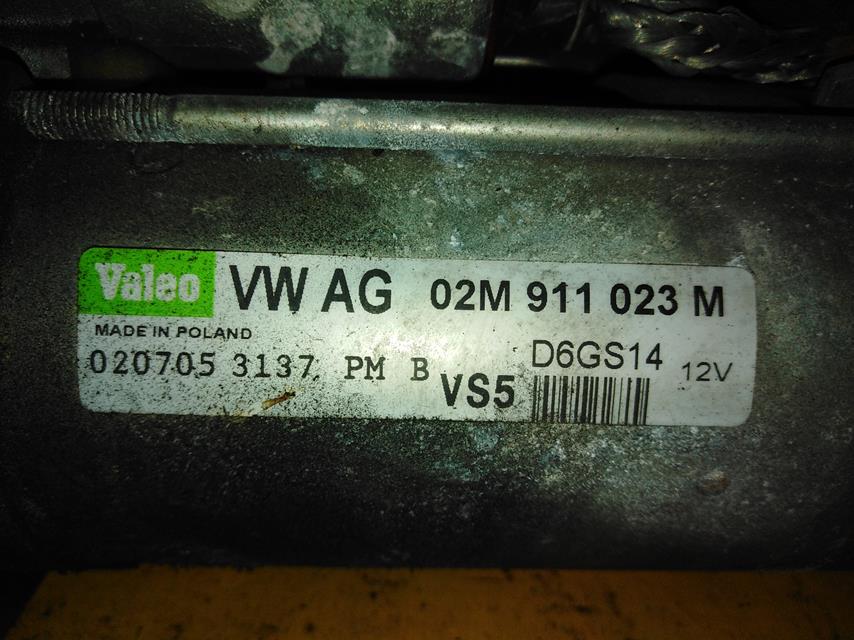 Valeo VW AG 02M 911 023 M
MADE IN POLAND
020705 3137 PM B VS5 D6GS14 12V